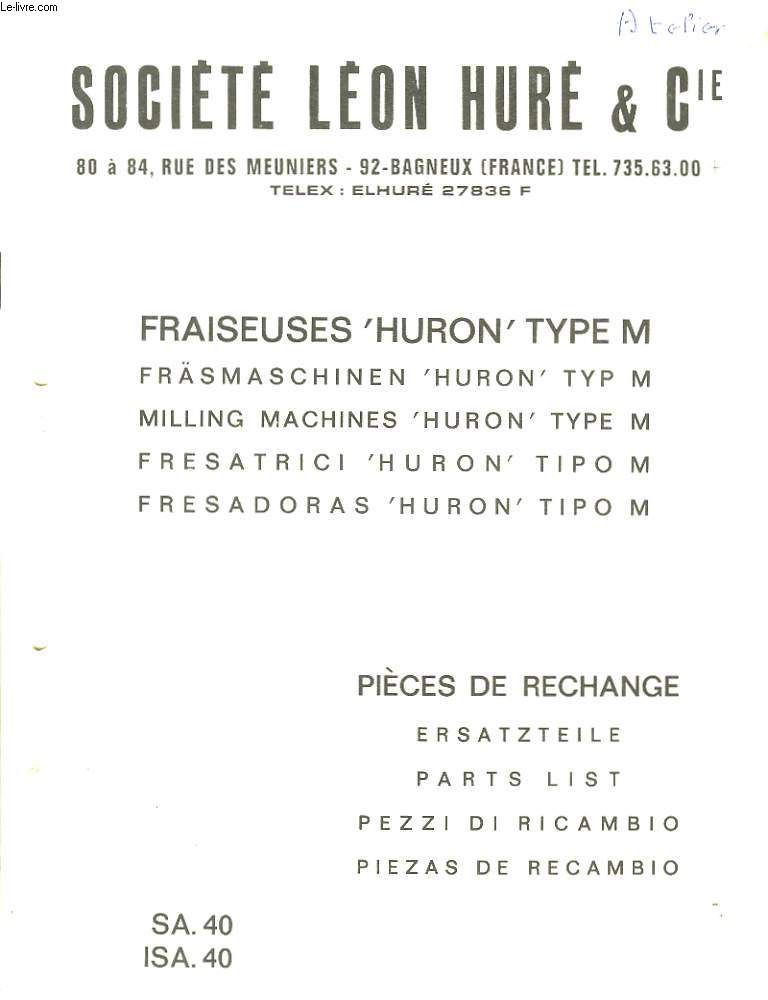 Le-livre.com
Atelier
SOCIÉTÉ LÉON HURÉ & CIE
80 à 84, RUE DES MEUNIERS - 92-BAGNEUX (FRANCE) TEL. 735.63.00
TELEX : ELHURÉ 27836 F
FRAISEUSES 'HURON' TYPE M
FRÄSMASCHINEN 'HURON' TYP M
MILLING MACHINES 'HURON' TYPE M
FRESATRICI 'HURON' TIPO M
FRESADORAS 'HURON' TIPO M
PIÈCES DE RECHANGE
ERSATZTEILE
PARTS LIST
PEZZI DI RICAMBIO
PIEZAS DE RECAMBIO
SA. 40
ISA. 40